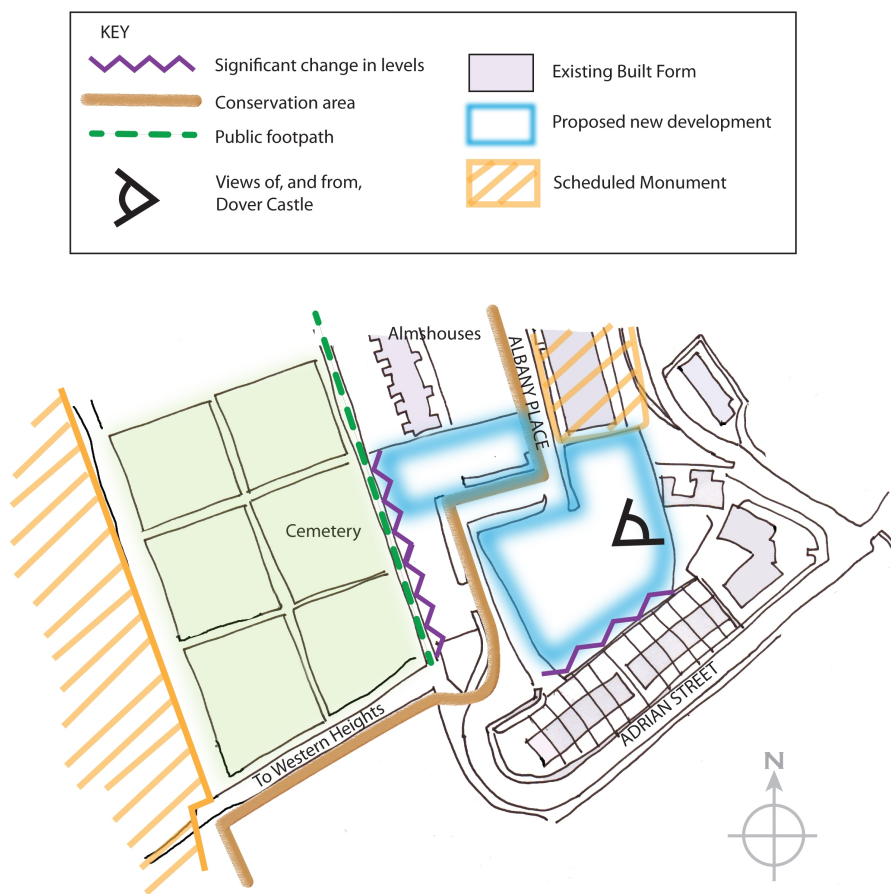 KEY
Significant change in levels
Conservation area
Public footpath
Views of, and from,
Dover Castle
Existing Built Form
Proposed new development
Scheduled Monument
Almshouses
ALBANY PLACE
Cemetery
To Western Heights
ADRIAN STREET
N